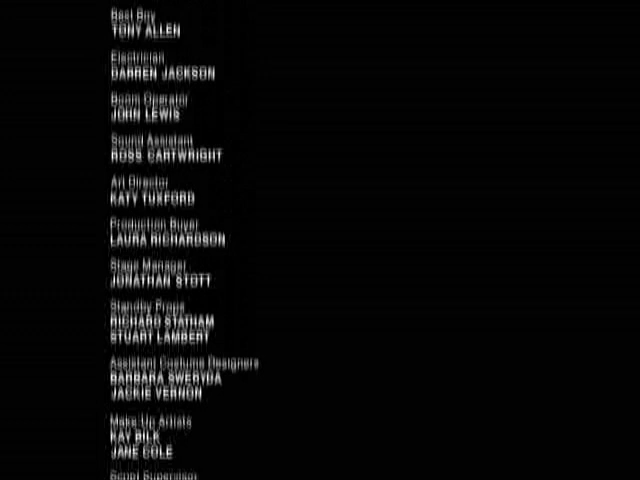 Best Boy
TONY ALLEN
Electrician
DARREN JACKSON
Boom Operator
JOHN LEWIS
Sound Assistant
ROSS CARTWRIGHT
Art Director
KATY TUXFORD
Production Buyer
LAURA RICHARDSON
Stage Manager
JONATHAN STOTT
Standby Props
RICHARD STATHAM
STUART LAMBERT
Assistant Costume Designers
BARBARA SWERYDA
JACKIE VERNON
Make Up Artists
KAY BILK
JANE COLE
Script Supervisor